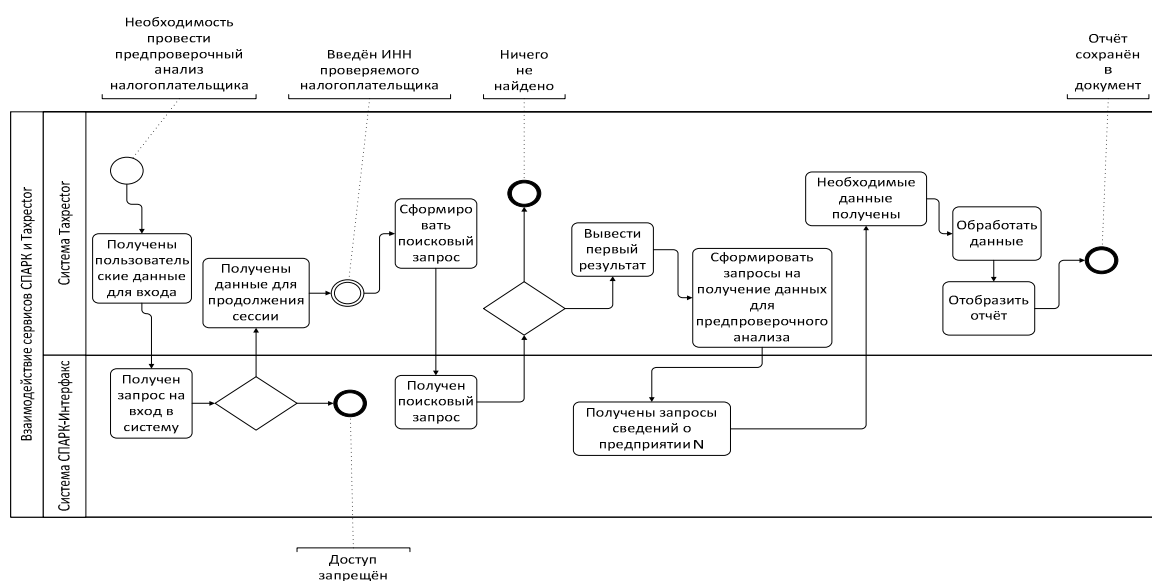 Необходимость
провести
предпроверочный
анализ
налогоплательщика
Введён ИНН
проверяемого
налогоплательщика
Ничего
не
найдено
Отчёт
сохранён
в
документ
Взаимодействие сервисов СПАРК и Taxpector
Система Taxpector
Получены
пользователь
ские данные
для входа
Получены
данные для
продолжения
сессии
Сформиро
вать
поисковый
запрос
Вывести
первый
результат
Сформировать
запросы на
получение данных
для
предпроверочного
анализа
Необходимые
данные
получены
Обработать
данные
Отобразить
отчёт
Система СПАРК-Интерфакс
Получен
запрос на
вход в
систему
Получен
поисковый
запрос
Получены запросы
сведений о
предприятии N
Доступ
запрещён